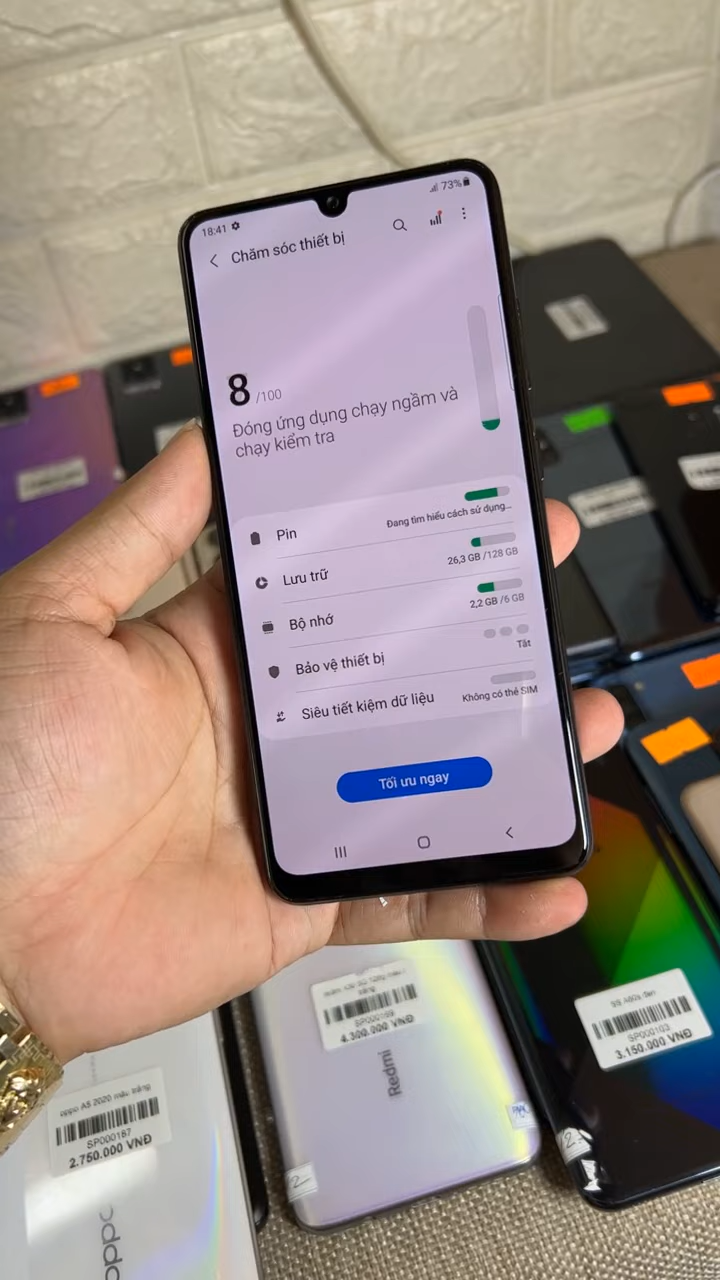 18:41
73%
Chăm sóc thiết bị
8 /100
Đóng ứng dụng chạy ngầm và
chạy kiểm tra
Pin
Đang tìm hiểu cách sử dụng...
Lưu trữ
26,3 GB /128 GB
Bộ nhớ
2,2 GB /6 GB
Bảo vệ thiết bị
Tắt
Siêu tiết kiệm dữ liệu
Không có thẻ SIM
Tối ưu ngay
SP000169
4.300.000 VNĐ
Redmi
SP000103
3.150.000 VNĐ
oppo A5 2020 màu trắng
SP000167
2.750.000 VNĐ
oppo